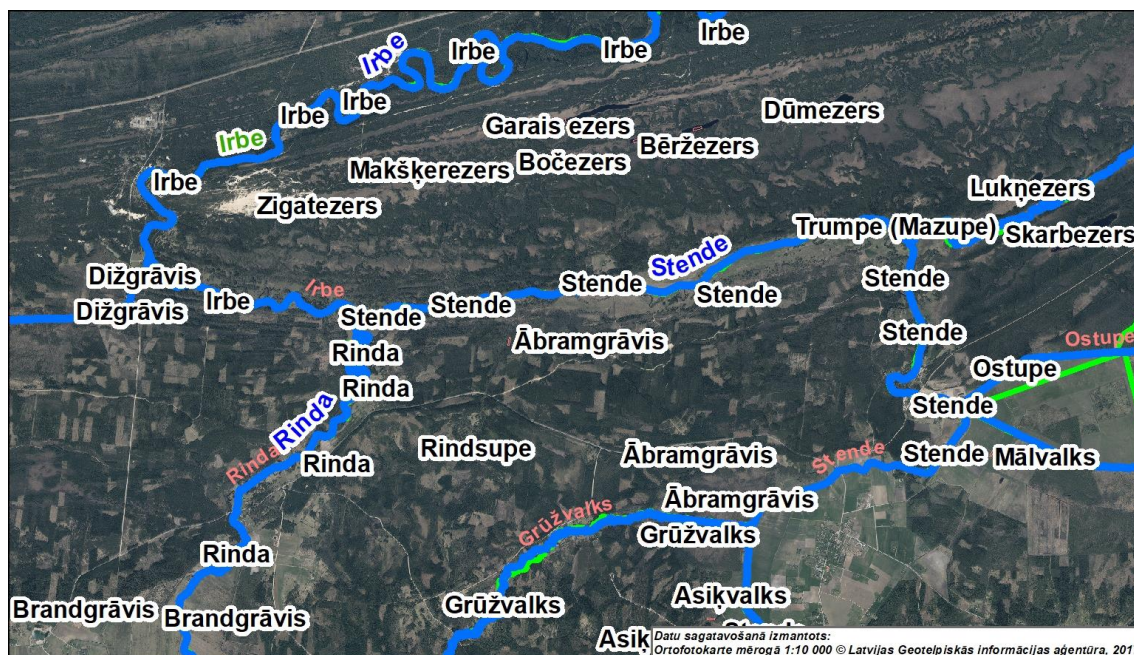 Irbe
Irbe
Irbe
Irbe
Irbe
Irbe
Irbe
Dūmezers
Garais ezers
Bēržezers
Bočezers
Makšķerezers
Irbe
Zigatezers
Lukņezers
Trumpe (Mazupe)
Skarbezers
Stende
Dižgrāvis
Stende
Stende
Irbe
Irbe
Stende
Stende
Dižgrāvis
Stende
Stende
Ostupe
Rinda
Ābramgrāvis
Ostupe
Rinda
Stende
Rinda
Rindsupe
Ābramgrāvis
Stende
Stende
Mālvalks
Rinda
Rinda
Ābramgrāvis
Grūžvalks
Grūžvalks
Rinda
Asiķvalks
Brandgrāvis
Brandgrāvis
Grūžvalks
Asiķ
Datu sagatavošanā izmantots:
Ortofotokarte mērogā 1:10 000 © Latvijas Ģeotelpiskās informācijas aģentūra, 201